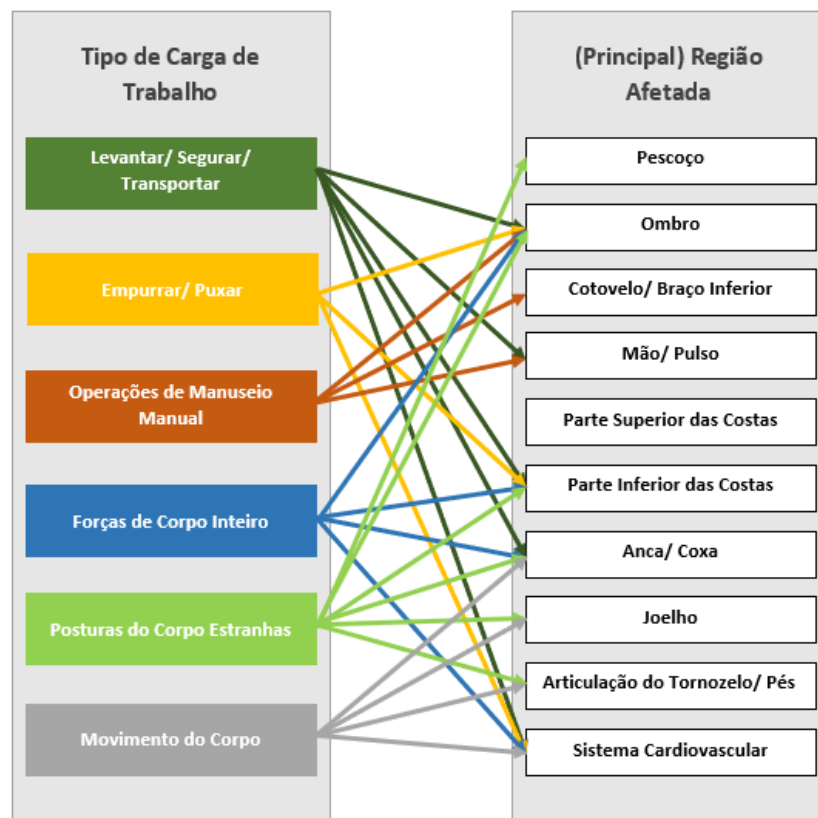 Tipo de Carga de
Trabalho
Levantar/ Segurar/
Transportar
Empurrar/ Puxar
Operações de Manuseio
Manual
Forças de Corpo Inteiro
Posturas do Corpo Estranhas
Movimento do Corpo
(Principal) Região
Afetada
Pescoço
Ombro
Cotovelo/ Braço Inferior
Mão/ Pulso
Parte Superior das Costas
Parte Inferior das Costas
Anca/ Coxa
Joelho
Articulação do Tornozelo/ Pés
Sistema Cardiovascular